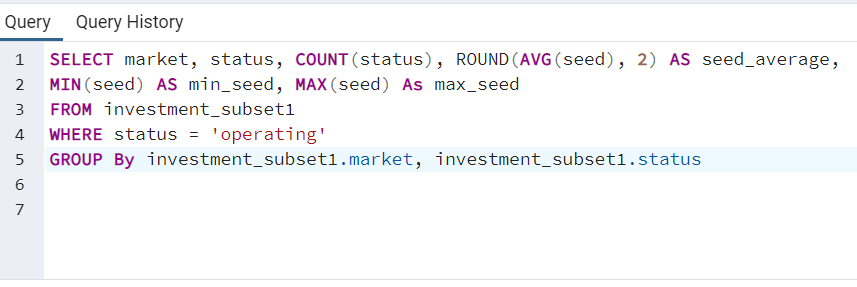 Query Query History
1 SELECT market, status, COUNT(status), ROUND(AVG(seed), 2) AS seed_average,
2 MIN(seed) AS min_seed, MAX(seed) As max_seed
3 FROM investment_subset1
4 WHERE status = 'operating'
5 GROUP By investment_subset1.market, investment_subset1.status
6
7